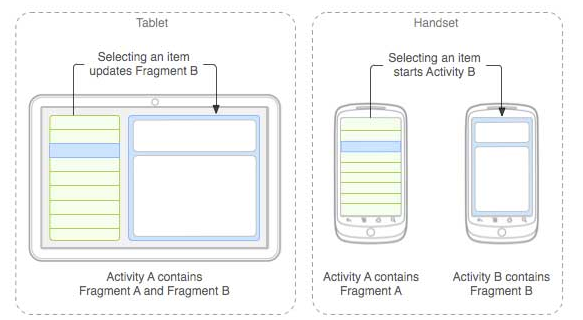 Tablet
Selecting an item
updates Fragment B
Activity A contains
Fragment A and Fragment B
Handset
Selecting an item
starts Activity B
Activity A contains
Fragment A
Activity B contains
Fragment B